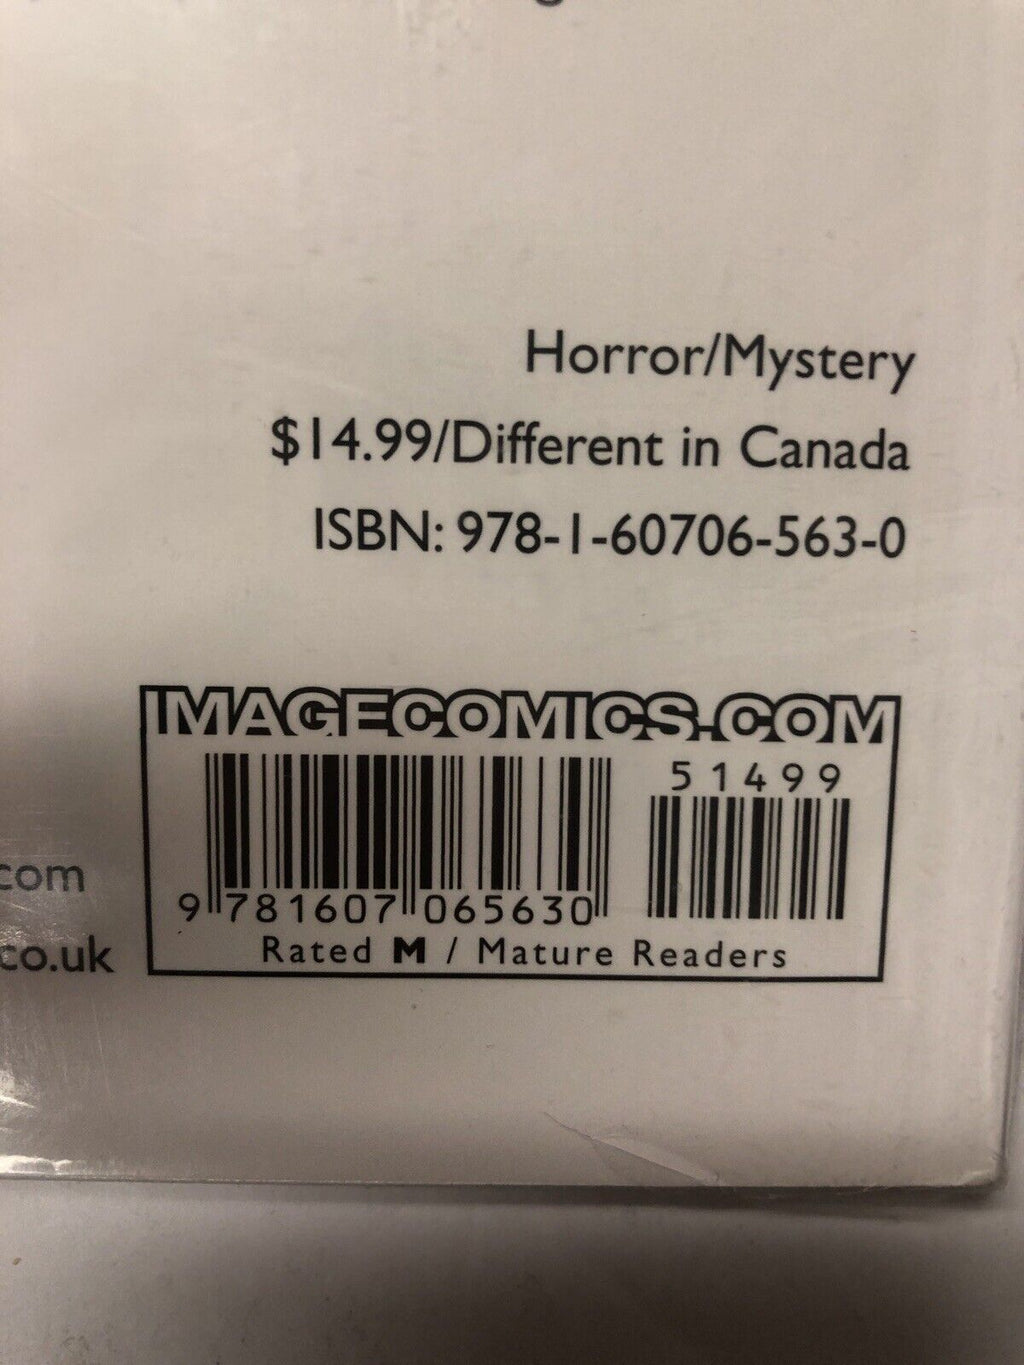 Horror/Mystery
$14.99/Different in Canada
ISBN: 978-1-60706-563-0
IMAGECOMICS.COM
51499
.com
9 781607 065630
co.uk
Rated M / Mature Readers